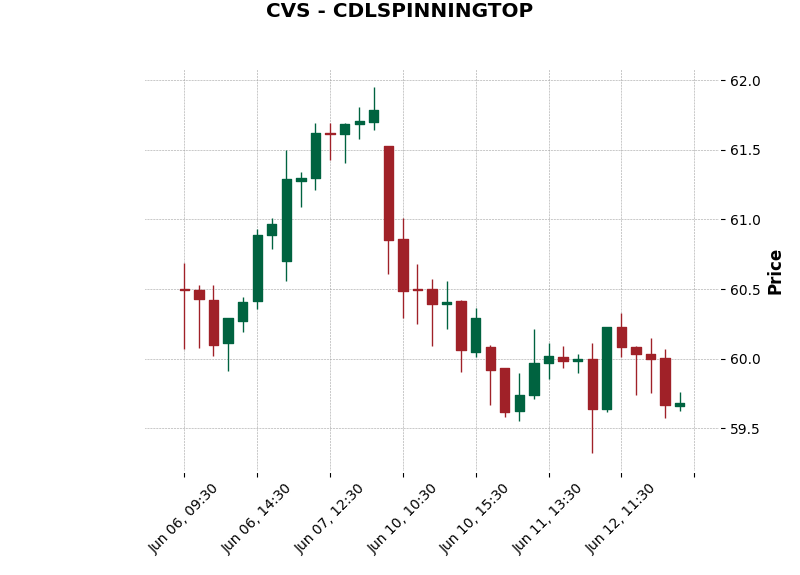 CVS - CDLSPINNINGTOP
62.0
61.5
61.0
60.5
60.0
59.5
Price
Jun 06, 09:30
Jun 06, 14:30
Jun 07, 12:30
Jun 10, 10:30
Jun 10, 15:30
Jun 11, 13:30
Jun 12, 11:30